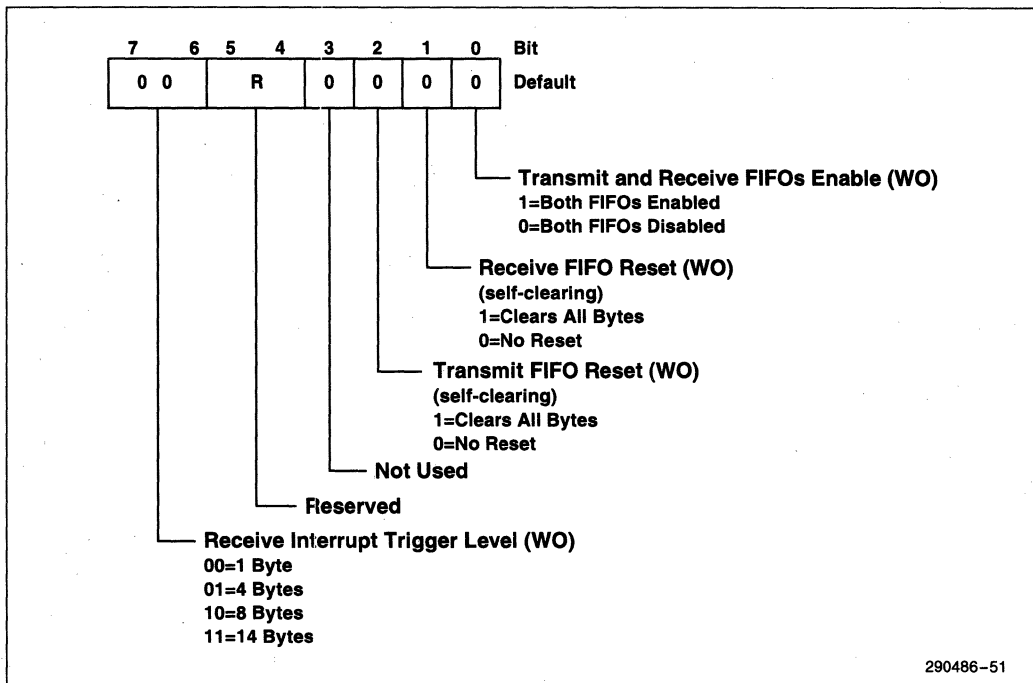 7 6 5 4 3 2 1 0 Bit
0 0 R 0 0 0 0 Default
Transmit and Receive FIFOs Enable (WO)
1=Both FIFOs Enabled
0=Both FIFOs Disabled
Receive FIFO Reset (WO)
(self-clearing)
1=Clears All Bytes
0=No Reset
Transmit FIFO Reset (WO)
(self-clearing)
1=Clears All Bytes
0=No Reset
Not Used
Reserved
Receive Interrupt Trigger Level (WO)
00=1 Byte
01=4 Bytes
10=8 Bytes
11=14 Bytes
290486-51